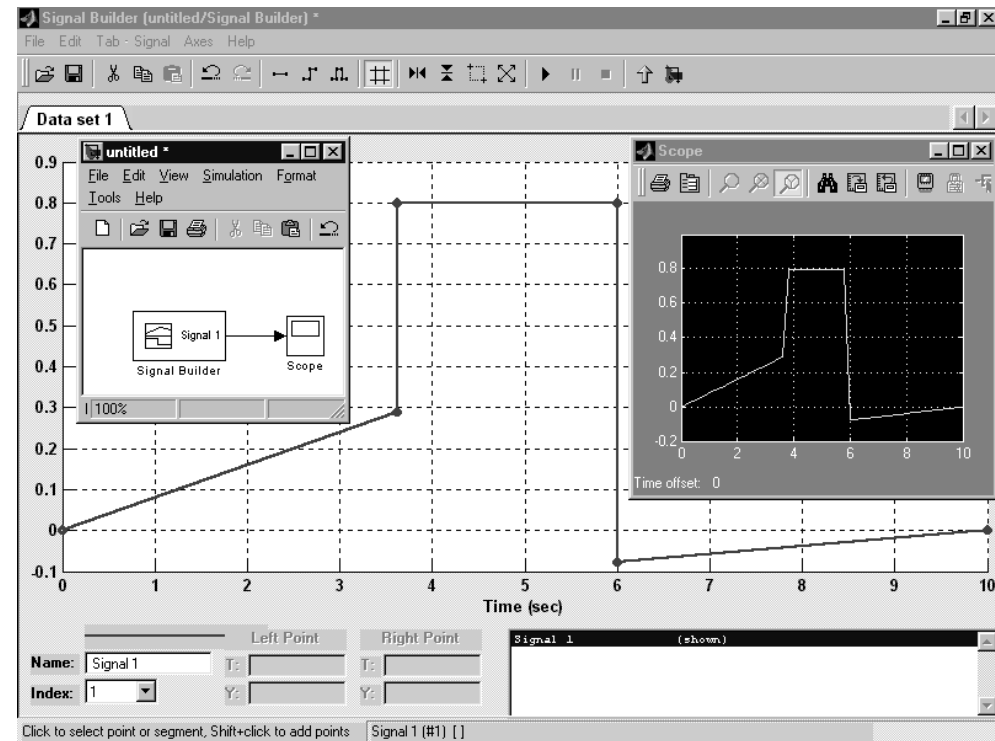 Signal Builder (untitled/Signal Builder) *
File Edit Tab - Signal Axes Help
Data set 1
untitled *
File Edit View Simulation Format
Tools Help
Signal 1
Signal Builder
Scope
100%
Scope
0.8
0.6
0.4
0.2
0
-0.2
0 2 4 6 8 10
Time offset: 0
0.9
0.8
0.7
0.6
0.5
0.4
0.3
0.2
0.1
0
-0.1
0 1 2 3 4 5 6 7 8 9 10
Time (sec)
Left Point Right Point
Name: Signal 1 T: T:
Index: 1 Y: Y:
Signal 1 (shown)
Click to select point or segment, Shift+click to add points Signal 1 (#1) [ ]